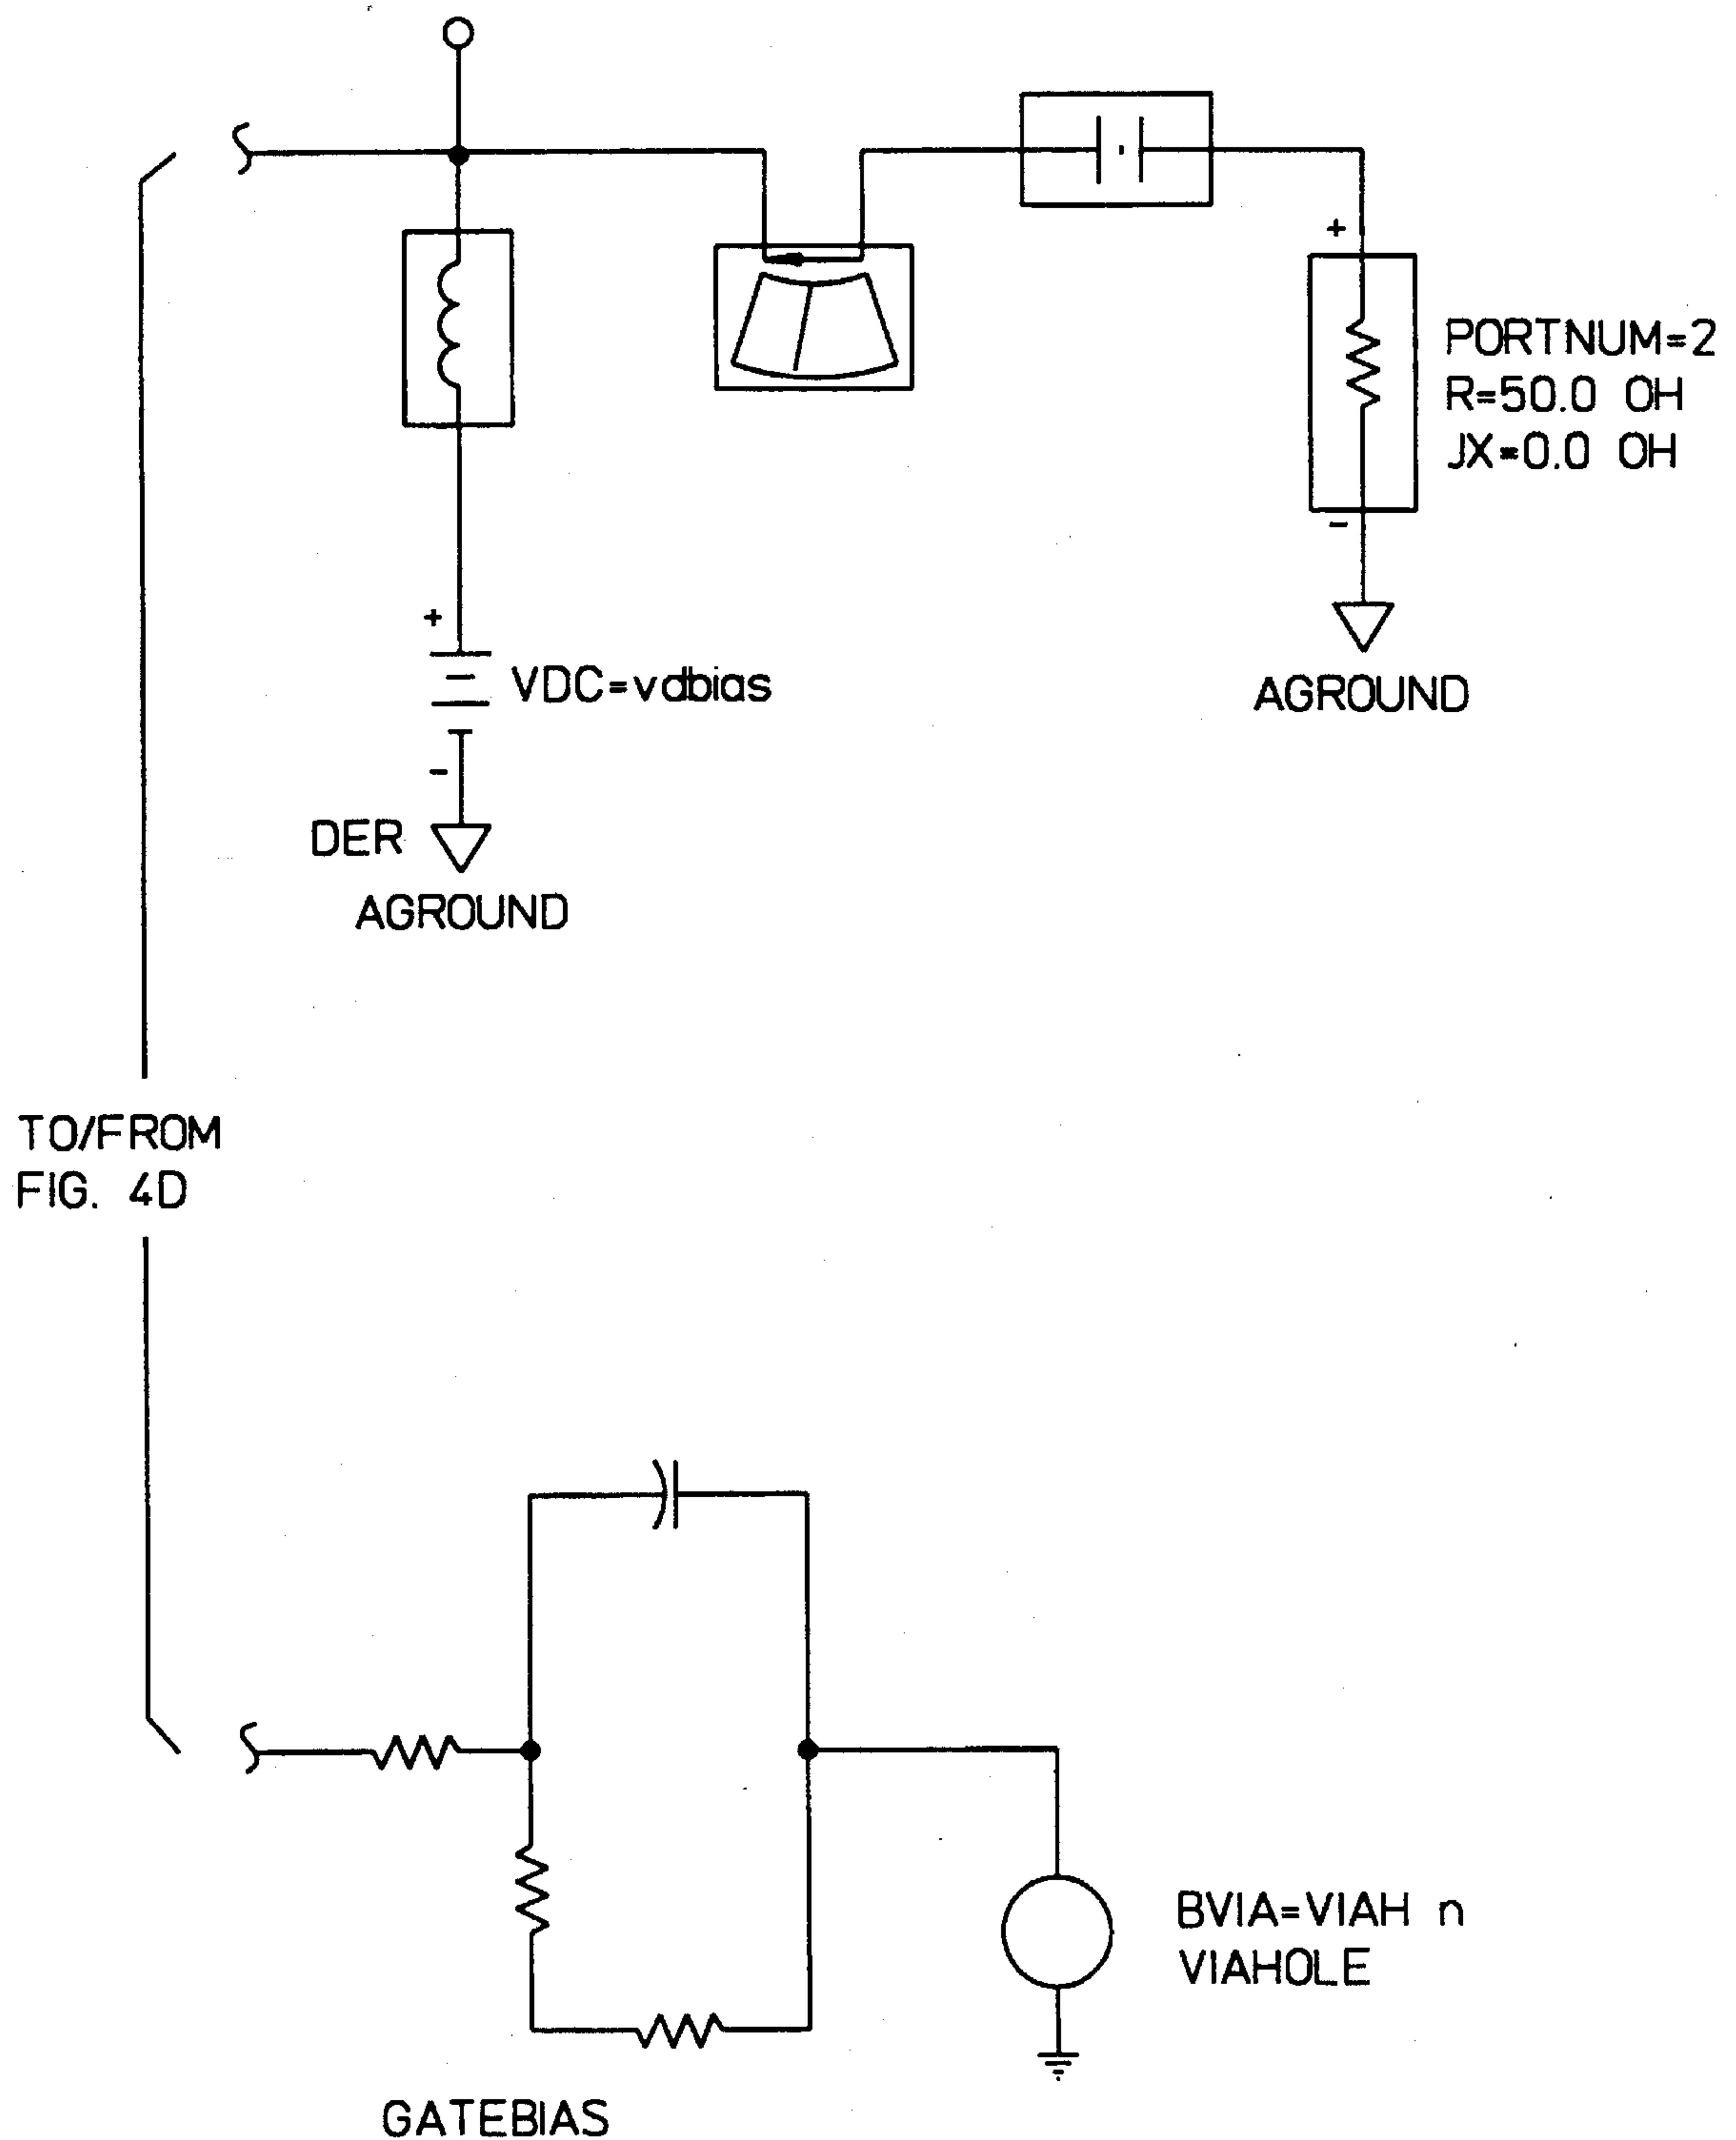 +
PORTNUM=2
R=50.0 OH
JX=0.0 OH
-
+
VDC=vdbias
-
AGROUND
DER
AGROUND
TO/FROM
FIG. 4D
BVIA=VIAH n
VIAHOLE
GATEBIAS